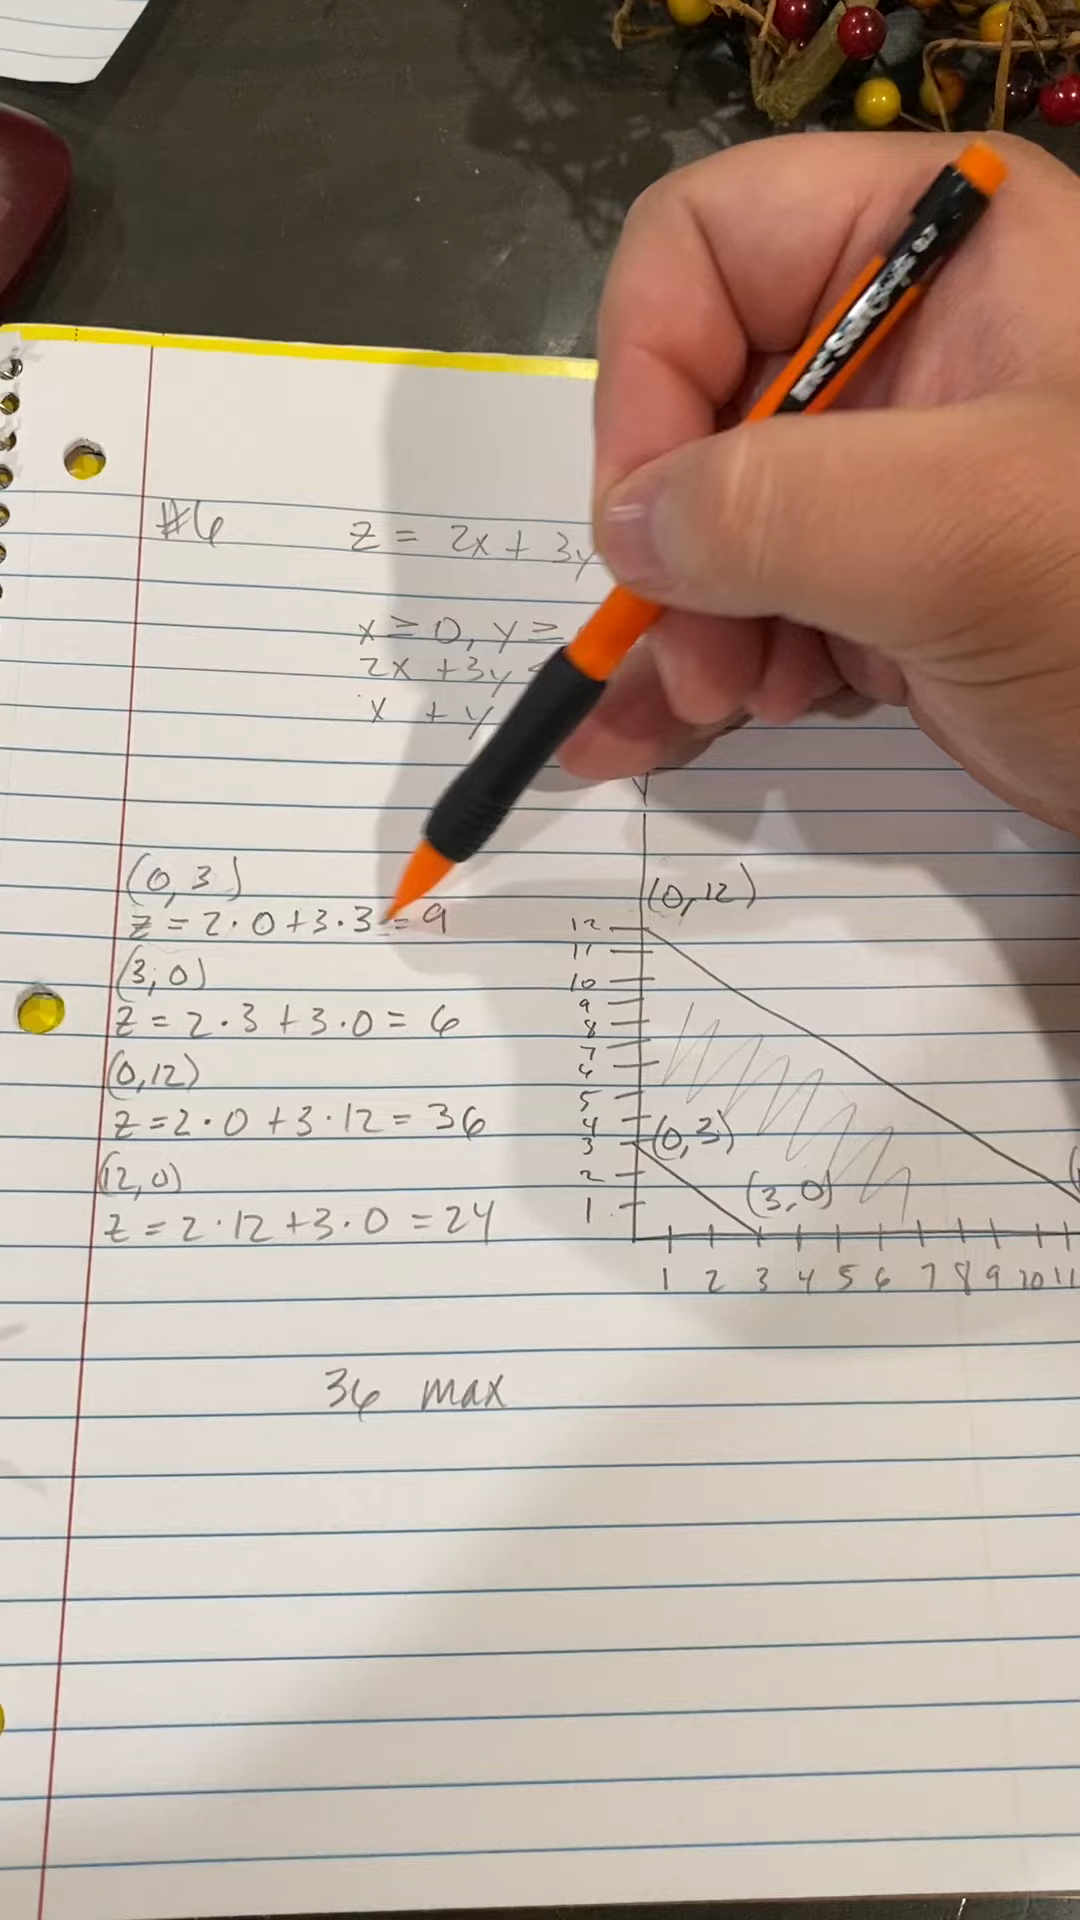 #6
z = 2x + 3y
x ≥ 0, y ≥
2x + 3y
x + y
y
(0, 3)
z = 2·0 + 3·3 = 9
(3, 0)
z = 2·3 + 3·0 = 6
(0, 12)
z = 2·0 + 3·12 = 36
(12, 0)
z = 2·12 + 3·0 = 24
(0, 12)
12
11
10
9
8
7
6
5
4
3
2
1
(0, 3)
(3, 0)
1 2 3 4 5 6 7 8 9 10 11
36 max